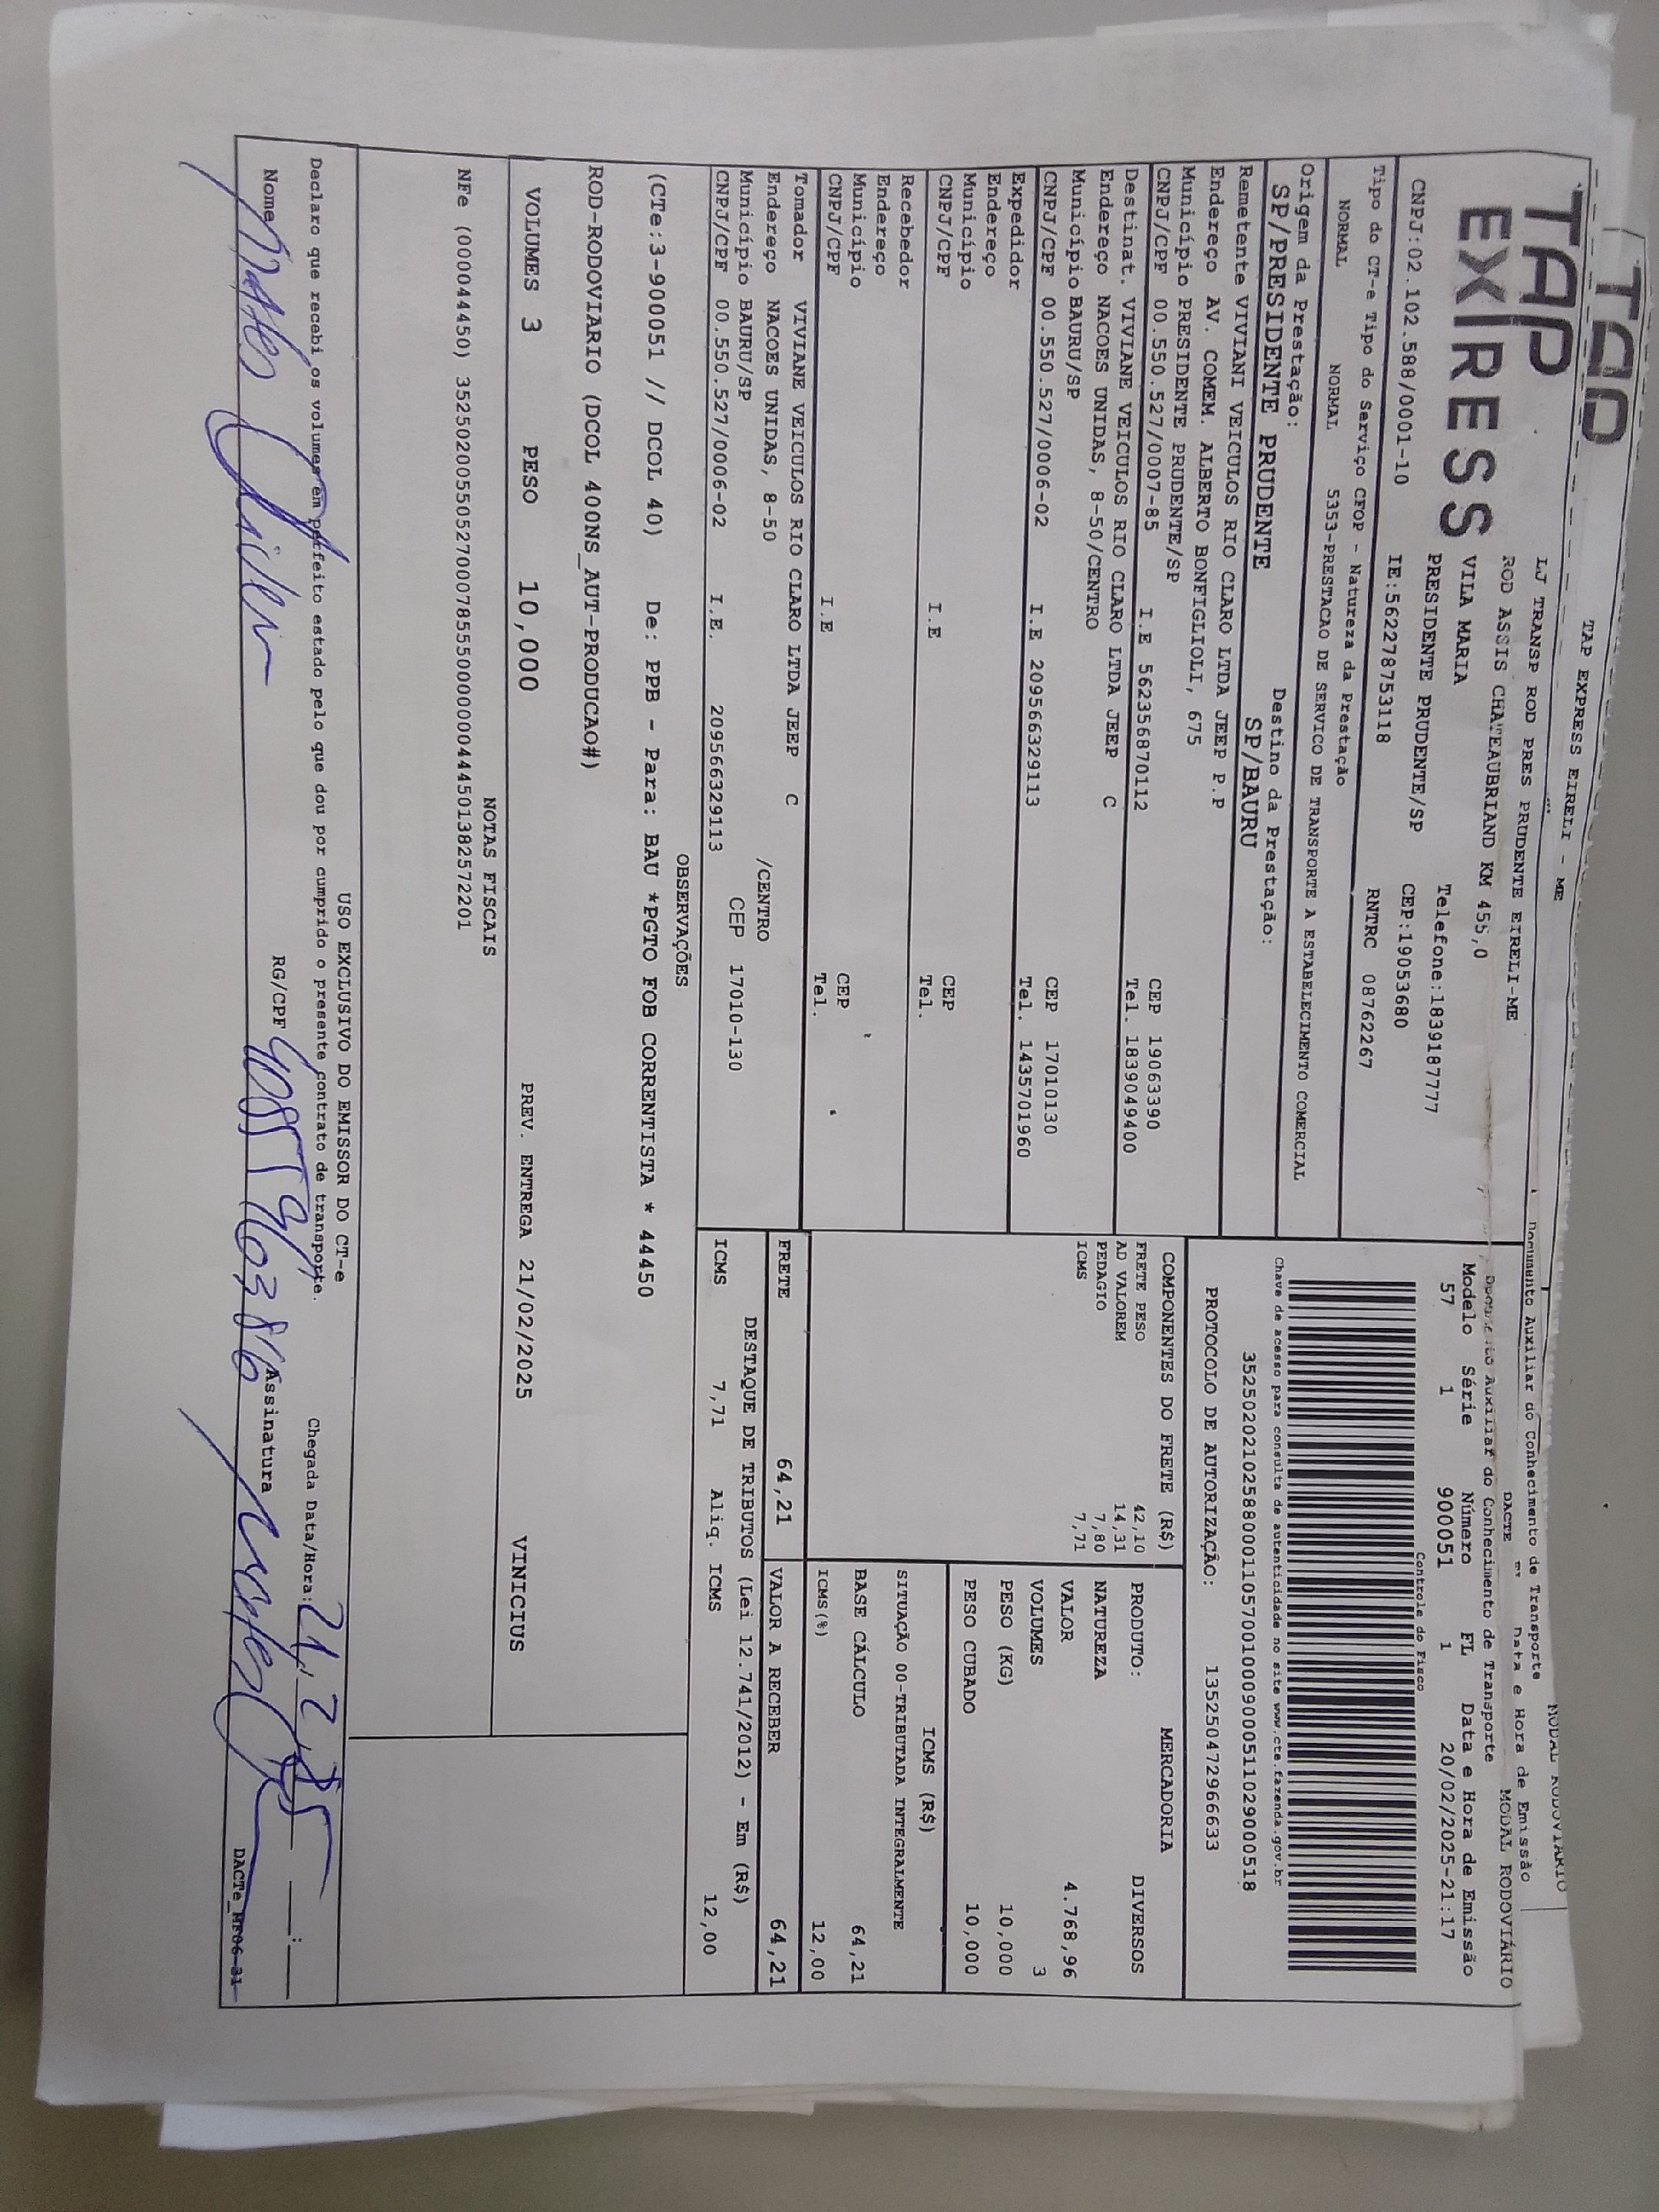 TAP
EXPRESS
TAP EXPRESS EIRELI - ME
LJ TRANSP ROD PRES PRUDENTE EIRELI-ME
ROD ASSIS CHATEAUBRIAND KM 455,0
VILA MARIA
PRESIDENTE PRUDENTE/SP
Telefone:1839187777
CNPJ:02.102.588/0001-10
IE:562278753118
CEP:19053680
RNTRC 08762267
Documento Auxiliar do Conhecimento de Transporte
MODAL RODOVIÁRIO
Data e Hora de Emissão
DACTE
MODAL RODOVIÁRIO
Auxiliar do Conhecimento de Transporte
Modelo Série Número FL Data e Hora de Emissão
57 1 900051 1 20/02/2025-21:17
Controle do Fisco
Chave de acesso para consulta de autenticidade no site www.cte.fazenda.gov.br
35250202102588000110570010009000511029000518
PROTOCOLO DE AUTORIZAÇÃO: 135250472966633
Tipo do CT-e Tipo do Serviço CFOP - Natureza da Prestação
NORMAL NORMAL 5353-PRESTACAO DE SERVICO DE TRANSPORTE A ESTABELECIMENTO COMERCIAL
Origem da Prestação: Destino da Prestação:
SP/PRESIDENTE PRUDENTE SP/BAURU
Remetente VIVIANI VEICULOS RIO CLARO LTDA JEEP P.P
Endereço AV. COMEM. ALBERTO BONFIGLIOLI, 675
Município PRESIDENTE PRUDENTE/SP CEP 19063390
CNPJ/CPF 00.550.527/0007-85 I.E 562356870112 Tel. 1839049400
Destinat. VIVIANE VEICULOS RIO CLARO LTDA JEEP C
Endereço NACOES UNIDAS, 8-50/CENTRO
Município BAURU/SP CEP 17010130
CNPJ/CPF 00.550.527/0006-02 I.E 209566329113 Tel. 1435701960
Expedidor
Endereço
Município CEP
CNPJ/CPF I.E Tel.
Recebedor
Endereço
Município CEP
CNPJ/CPF I.E Tel.
Tomador VIVIANE VEICULOS RIO CLARO LTDA JEEP C
Endereço NACOES UNIDAS, 8-50 /CENTRO
Município BAURU/SP CEP 17010-130
CNPJ/CPF 00.550.527/0006-02 I.E. 209566329113
COMPONENTES DO FRETE (R$)
FRETE PESO 42,10
AD VALOREM 14,31
PEDAGIO 7,80
ICMS 7,71
MERCADORIA
PRODUTO: DIVERSOS
NATUREZA
VALOR 4.768,96
VOLUMES 3
PESO (KG) 10,000
PESO CUBADO 10,000
ICMS (R$)
SITUAÇÃO 00-TRIBUTADA INTEGRALMENTE
BASE CÁLCULO 64,21
ICMS(%) 12,00
FRETE 64,21 VALOR A RECEBER 64,21
DESTAQUE DE TRIBUTOS (Lei 12.741/2012) - Em (R$)
ICMS 7,71 Aliq. ICMS 12,00
OBSERVAÇÕES
(CTe:3-900051 // DCOL 40) De: PPB - Para: BAU *PGTO FOB CORRENTISTA * 44450
ROD-RODOVIARIO (DCOL 400NS_AUT-PRODUCAO#)
VOLUMES 3 PESO 10,000 PREV. ENTREGA 21/02/2025 VINICIUS
NOTAS FISCAIS
NFe (000044450) 35250200550527000785550000000444501382572201
USO EXCLUSIVO DO EMISSOR DO CT-e
Declaro que recebi os volumes em perfeito estado pelo que dou por cumprido o presente contrato de transporte. Chegada Data/Hora: 21, 2, 25 __:__
Nome RG/CPF Assinatura
DACTe_MF06-31